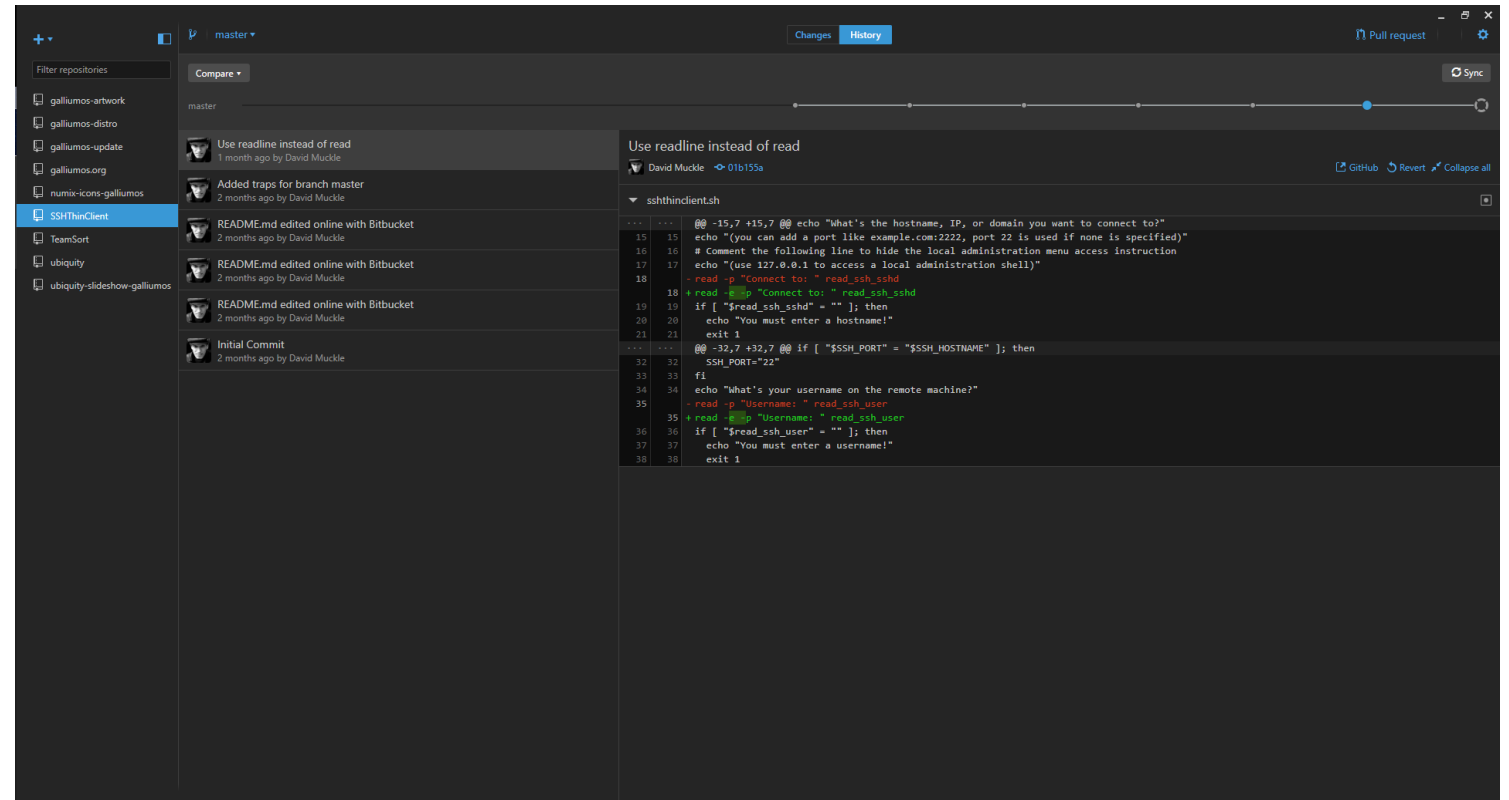 master
Changes
History
Pull request
Filter repositories
Compare
Sync
master
galliumos-artwork
galliumos-distro
galliumos-update
galliumos.org
numix-icons-galliumos
SSHThinClient
TeamSort
ubiquity
ubiquity-slideshow-galliumos
Use readline instead of read
1 month ago by David Muckle
Added traps for branch master
2 months ago by David Muckle
README.md edited online with Bitbucket
2 months ago by David Muckle
README.md edited online with Bitbucket
2 months ago by David Muckle
README.md edited online with Bitbucket
2 months ago by David Muckle
Initial Commit
2 months ago by David Muckle
Use readline instead of read
David Muckle 01b155a
GitHub Revert Collapse all
sshthinclient.sh
... ... @@ -15,7 +15,7 @@ echo "What's the hostname, IP, or domain you want to connect to?"
15 15 echo "(you can add a port like example.com:2222, port 22 is used if none is specified)"
16 16 # Comment the following line to hide the local administration menu access instruction
17 17 echo "(use 127.0.0.1 to access a local administration shell)"
18 - read -p "Connect to: " read_ssh_sshd
18 + read -e -p "Connect to: " read_ssh_sshd
19 19 if [ "$read_ssh_sshd" = "" ]; then
20 20 echo "You must enter a hostname!"
21 21 exit 1
... ... @@ -32,7 +32,7 @@ if [ "$SSH_PORT" = "$SSH_HOSTNAME" ]; then
32 32 SSH_PORT="22"
33 33 fi
34 34 echo "What's your username on the remote machine?"
35 - read -p "Username: " read_ssh_user
35 + read -e -p "Username: " read_ssh_user
36 36 if [ "$read_ssh_user" = "" ]; then
37 37 echo "You must enter a username!"
38 38 exit 1